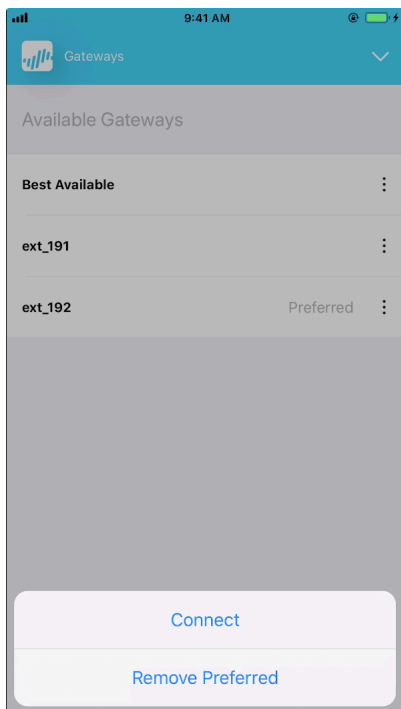 9:41 AM
Gateways
Available Gateways
Best Available
ext_191
ext_192 Preferred
Connect
Remove Preferred